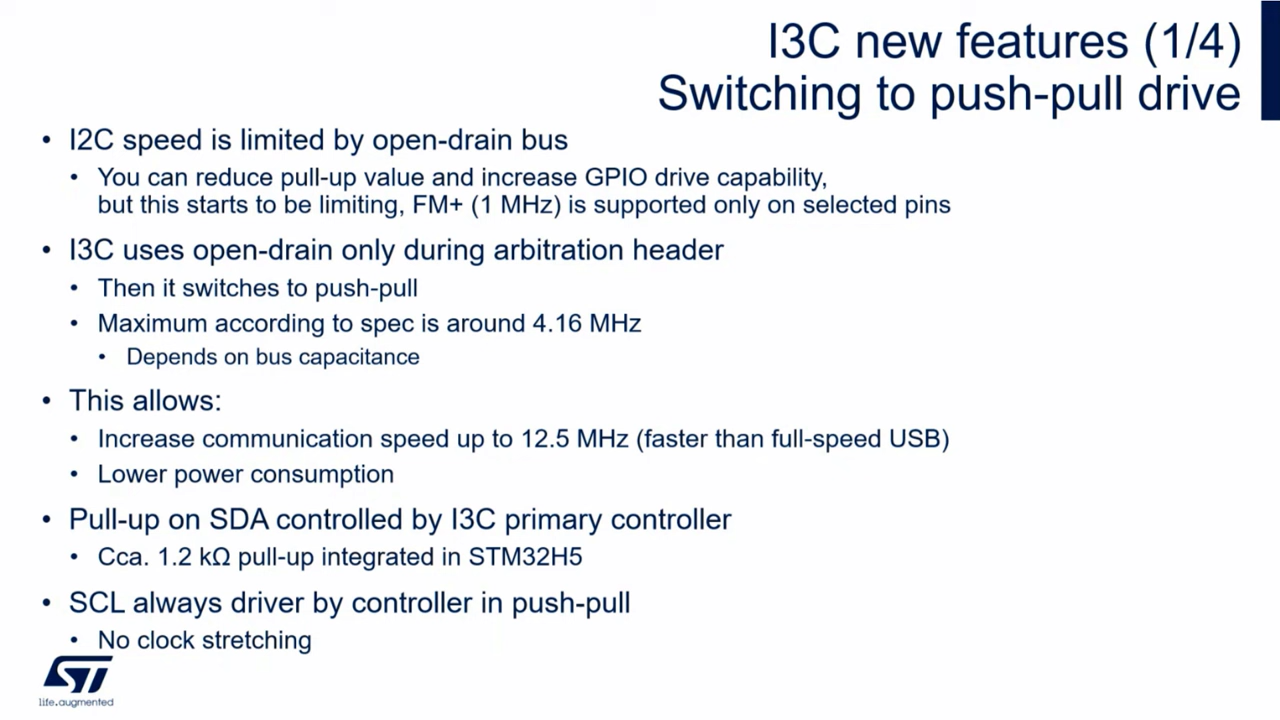 I3C new features (1/4)
Switching to push-pull drive
• I2C speed is limited by open-drain bus
• You can reduce pull-up value and increase GPIO drive capability,
but this starts to be limiting, FM+ (1 MHz) is supported only on selected pins
• I3C uses open-drain only during arbitration header
• Then it switches to push-pull
• Maximum according to spec is around 4.16 MHz
• Depends on bus capacitance
• This allows:
• Increase communication speed up to 12.5 MHz (faster than full-speed USB)
• Lower power consumption
• Pull-up on SDA controlled by I3C primary controller
• Cca. 1.2 kΩ pull-up integrated in STM32H5
• SCL always driver by controller in push-pull
• No clock stretching
ST
life.augmented